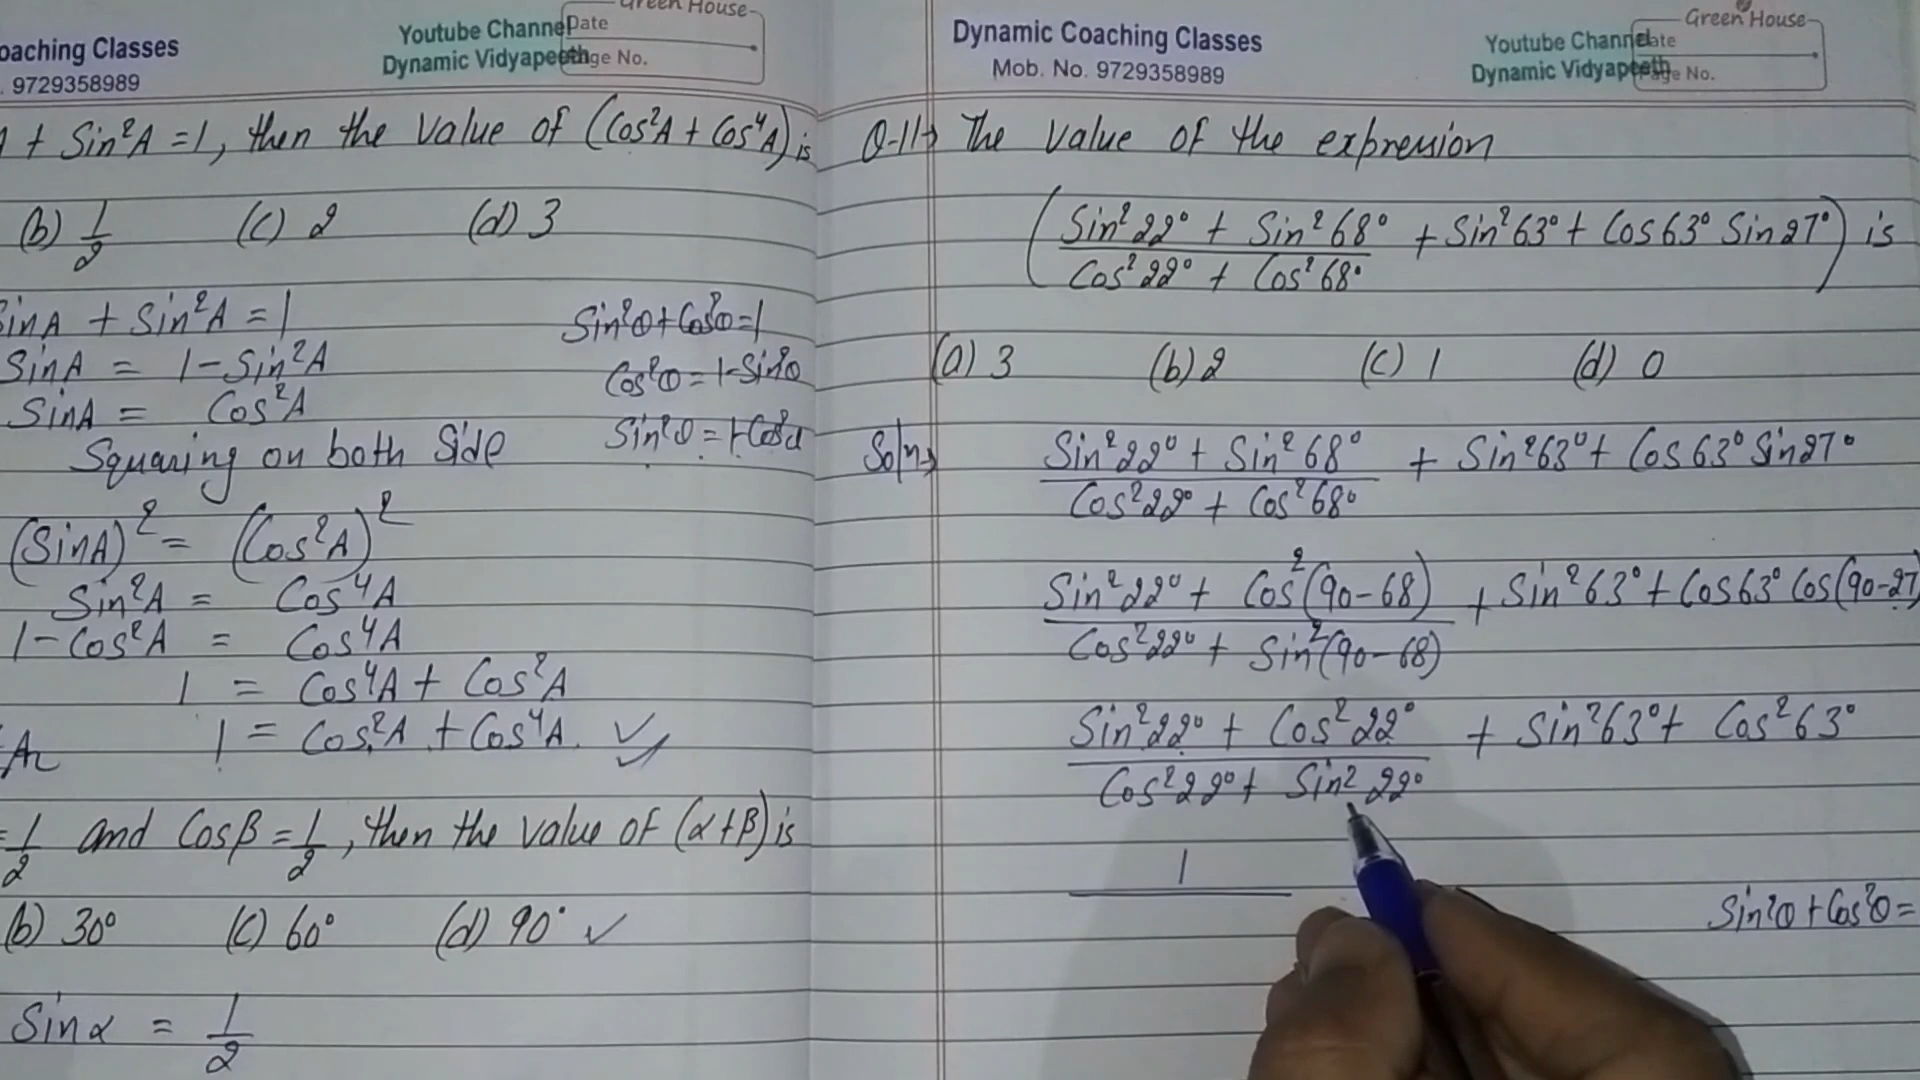 Green House
oaching Classes
Youtube Channel
Date
9729358989
Dynamic Vidyapeeth
ge No.
+ Sin²A = 1, then the value of (Cos²A + Cos⁴A) is
(b) 1/2 (c) 2 (d) 3
SinA + Sin²A = 1
Sin²θ + Cos²θ = 1
SinA = 1 - Sin²A
Cos²θ = 1 - Sin²θ
SinA = Cos²A
Squaring on both Side
(SinA)² = (Cos²A)²
Sin²A = Cos⁴A
1 - Cos²A = Cos⁴A
1 = Cos⁴A + Cos²A
1 = Cos²A + Cos⁴A
= 1/2 and Cosβ = 1/2, then the value of (α+β) is
(b) 30° (c) 60° (d) 90° ✓
Sinα = 1/2
Green House
Dynamic Coaching Classes
Youtube Channel
ate
Mob. No. 9729358989
Dynamic Vidyapeeth
ge No.
Q-11→ The value of the expression
(Sin²22° + Sin²68° / Cos²22° + Cos²68° + Sin²63° + Cos63° Sin27°) is
(a) 3 (b) 2 (c) 1 (d) 0
Soln→ Sin²22° + Sin²68° / Cos²22° + Cos²68° + Sin²63° + Cos63° Sin27°
Sin²22° + Cos²(90-68) / Cos²22° + Sin²(90-68) + Sin²63° + Cos63° Cos(90-27)
Sin²22° + Cos²22° / Cos²22° + Sin²22° + Sin²63° + Cos²63°
1
Sin²θ + Cos²θ =